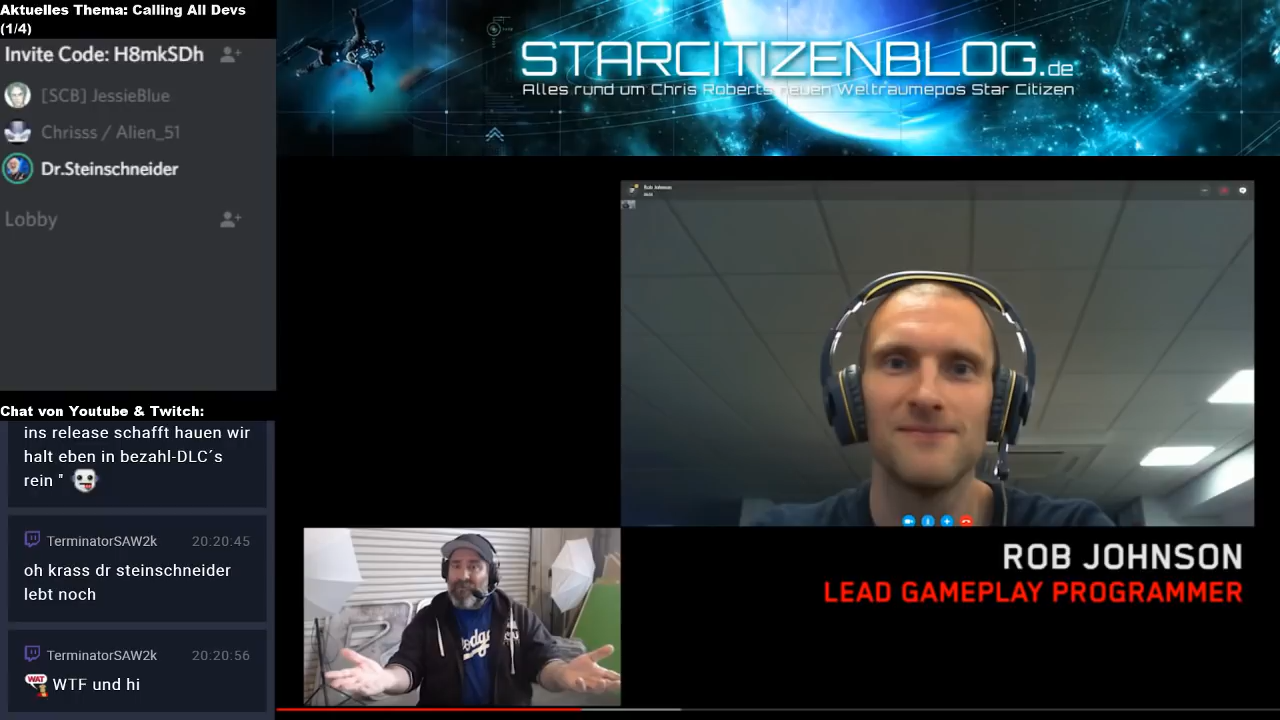 Aktuelles Thema: Calling All Devs
(1/4)
Invite Code: H8mkSDh
[SCB] JessieBlue
Chrisss / Alien_51
Dr.Steinschneider
Lobby
Chat von Youtube & Twitch:
ins release schafft hauen wir
halt eben in bezahl-DLC´s
rein "
TerminatorSAW2k 20:20:45
oh krass dr steinschneider
lebt noch
TerminatorSAW2k 20:20:56
WAT WTF und hi
STARCITIZENBLOG.de
Alles rund um Chris Roberts neuen Weltraumepos Star Citizen
Rob Johnson
ROB JOHNSON
LEAD GAMEPLAY PROGRAMMER